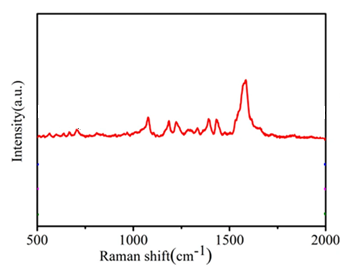 Intensity(a.u.)
500 1000 1500 2000
Raman shift(cm⁻¹)